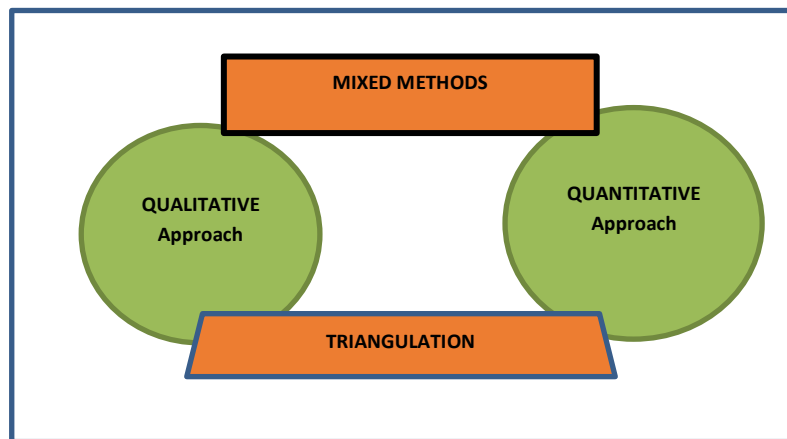 MIXED METHODS
QUALITATIVE
Approach
QUANTITATIVE
Approach
TRIANGULATION